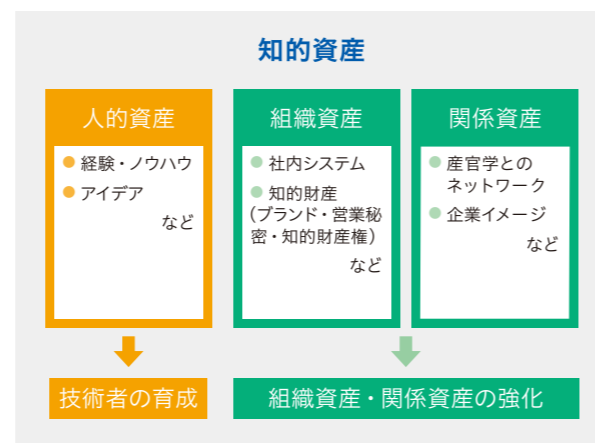 知的資産
人的資産
経験・ノウハウ
アイデア
など
組織資産
社内システム
知的財産
(ブランド・営業秘
密・知的財産権)
など
関係資産
産官学との
ネットワーク
企業イメージ
など
技術者の育成
組織資産・関係資産の強化